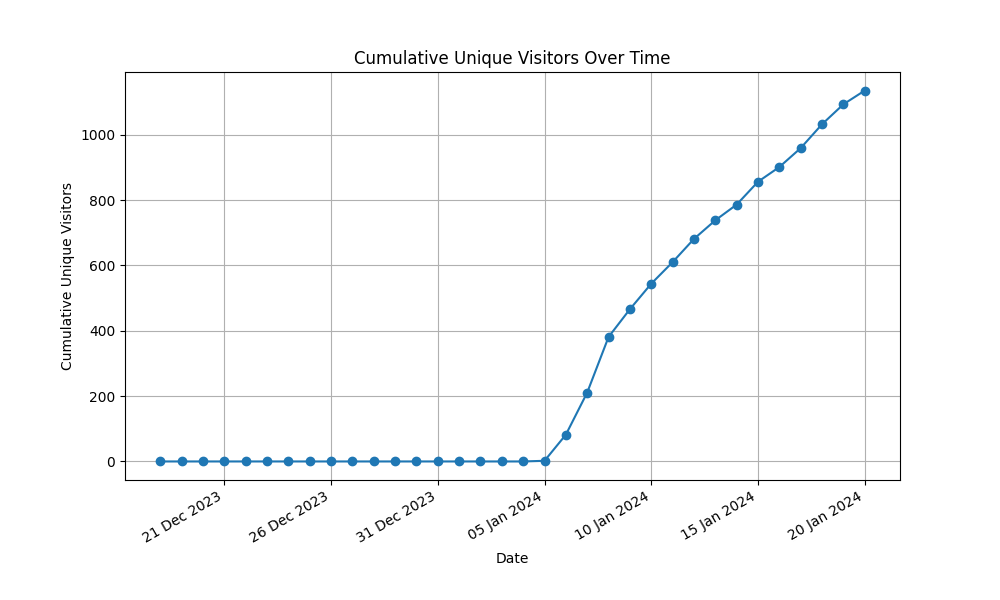 Cumulative Unique Visitors Over Time
Cumulative Unique Visitors
1000
800
600
400
200
0
21 Dec 2023
26 Dec 2023
31 Dec 2023
05 Jan 2024
10 Jan 2024
15 Jan 2024
20 Jan 2024
Date